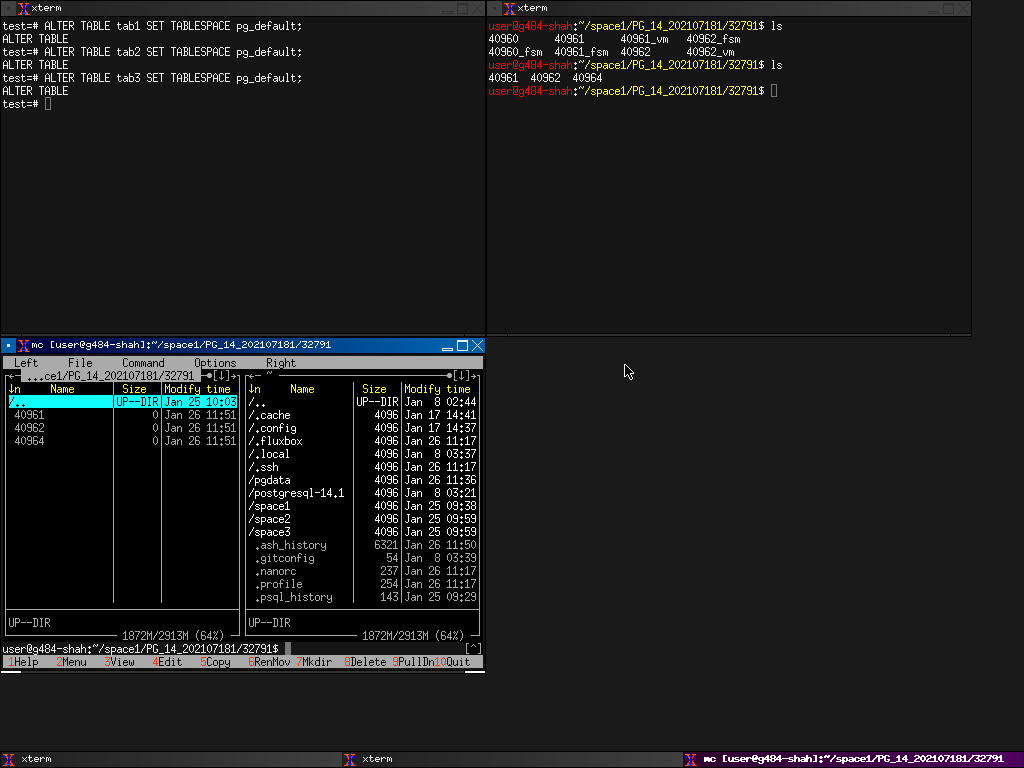 xterm
test=# ALTER TABLE tab1 SET TABLESPACE pg_default;
ALTER TABLE
test=# ALTER TABLE tab2 SET TABLESPACE pg_default;
ALTER TABLE
test=# ALTER TABLE tab3 SET TABLESPACE pg_default;
ALTER TABLE
test=#
xterm
user@g484-shah:~/space1/PG_14_202107181/32791$ ls
40960 40961 40961_vm 40962_fsm
40960_fsm 40961_fsm 40962 40962_vm
user@g484-shah:~/space1/PG_14_202107181/32791$ ls
40961 40962 40964
user@g484-shah:~/space1/PG_14_202107181/32791$
mc [user@g484-shah]:~/space1/PG_14_202107181/32791
Left File Command Options Right
...ce1/PG_14_202107181/32791 [↓]
↓n Name Size Modify time
/.. UP--DIR Jan 25 10:03
40961 0 Jan 26 11:51
40962 0 Jan 26 11:51
40964 0 Jan 26 11:51
UP--DIR
1872M/2913M (64%)
~ [↓]
↓n Name Size Modify time
/.. UP--DIR Jan 8 02:44
/.cache 4096 Jan 17 14:41
/.config 4096 Jan 17 14:37
/.fluxbox 4096 Jan 26 11:17
/.local 4096 Jan 8 03:37
/.ssh 4096 Jan 26 11:17
/pgdata 4096 Jan 26 11:36
/postgresql-14.1 4096 Jan 8 03:21
/space1 4096 Jan 25 09:38
/space2 4096 Jan 25 09:59
/space3 4096 Jan 25 09:59
.ash_history 6321 Jan 26 11:50
.gitconfig 54 Jan 8 03:39
.nanorc 237 Jan 26 11:17
.profile 254 Jan 26 11:17
.psql_history 143 Jan 25 09:29
UP--DIR
1872M/2913M (64%)
user@g484-shah:~/space1/PG_14_202107181/32791$ [^]
1Help 2Menu 3View 4Edit 5Copy 6RenMov 7Mkdir 8Delete 9PullDn 10Quit
xterm xterm mc [user@g484-shah]:~/space1/PG_14_202107181/32791